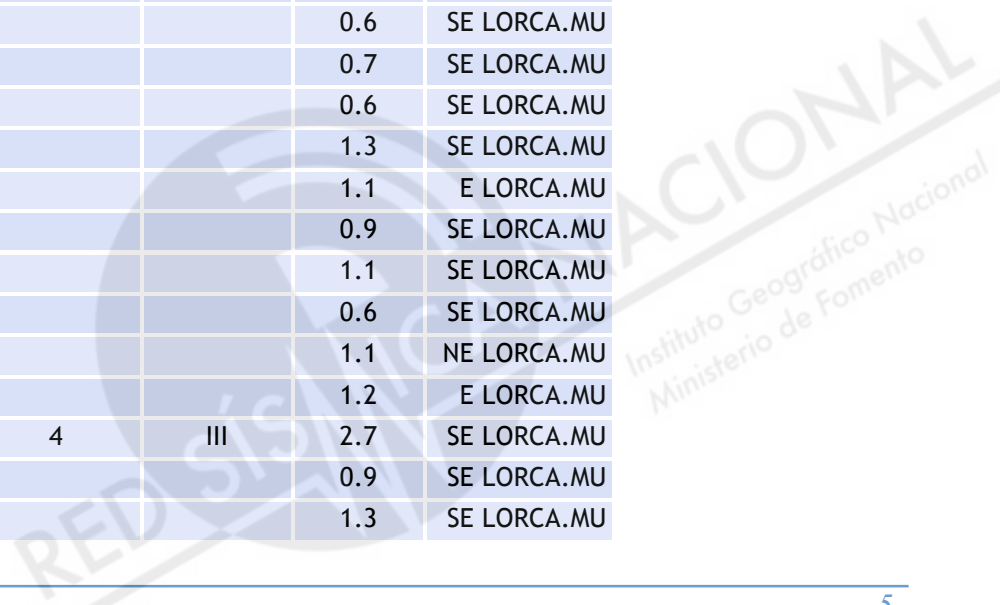 0.6 SE LORCA.MU
0.7 SE LORCA.MU
0.6 SE LORCA.MU
1.3 SE LORCA.MU
1.1 E LORCA.MU
0.9 SE LORCA.MU
1.1 SE LORCA.MU
0.6 SE LORCA.MU
1.1 NE LORCA.MU
1.2 E LORCA.MU
4 III 2.7 SE LORCA.MU
0.9 SE LORCA.MU
1.3 SE LORCA.MU
RED SÍSMICA NACIONAL
Instituto Geográfico Nacional
Ministerio de Fomento
5